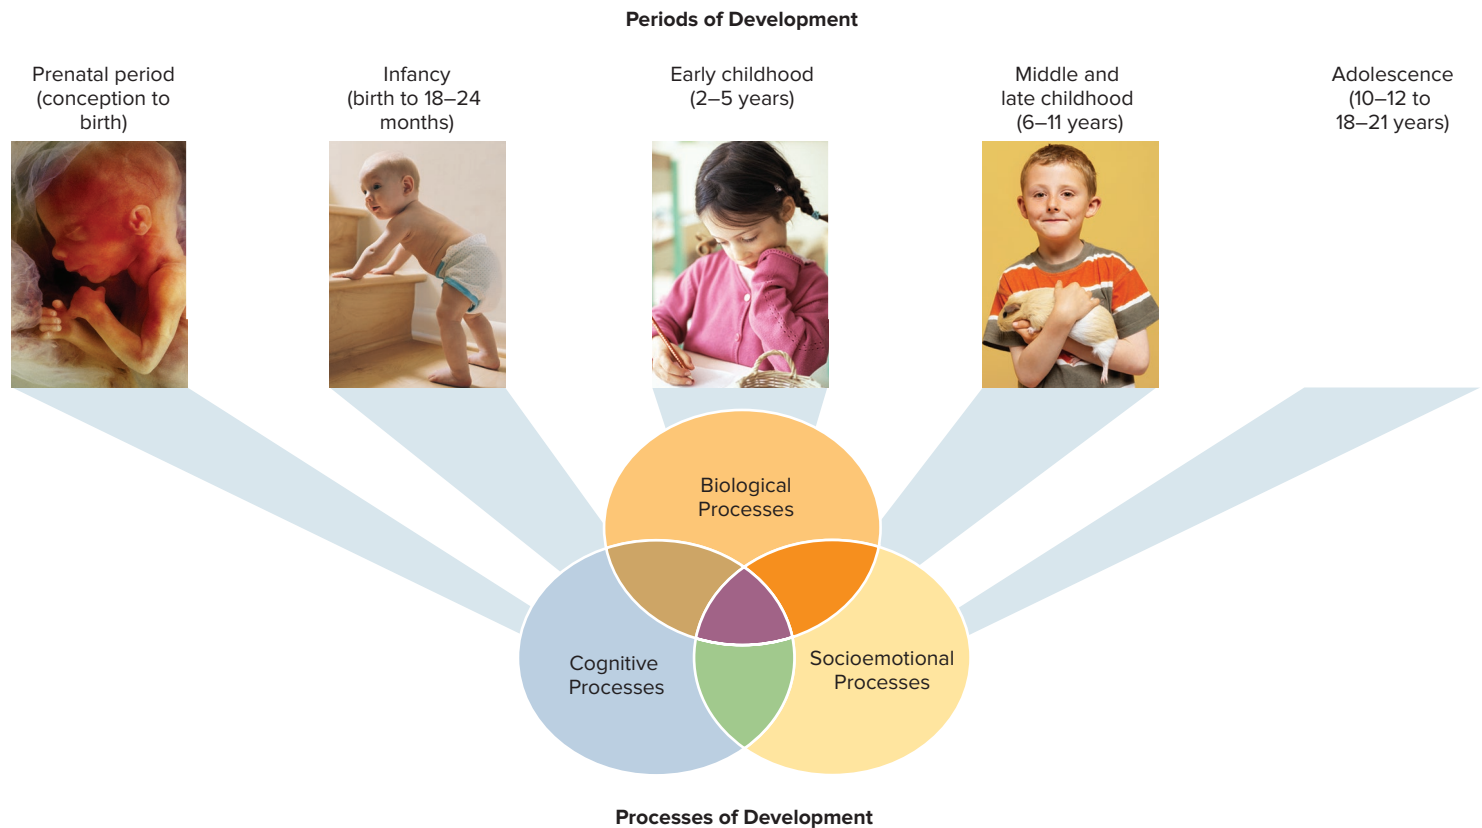 Periods of Development
Prenatal period
(conception to
birth)
Infancy
(birth to 18–24
months)
Early childhood
(2–5 years)
Middle and
late childhood
(6–11 years)
Adolescence
(10–12 to
18–21 years)
Biological
Processes
Cognitive
Processes
Socioemotional
Processes
Processes of Development